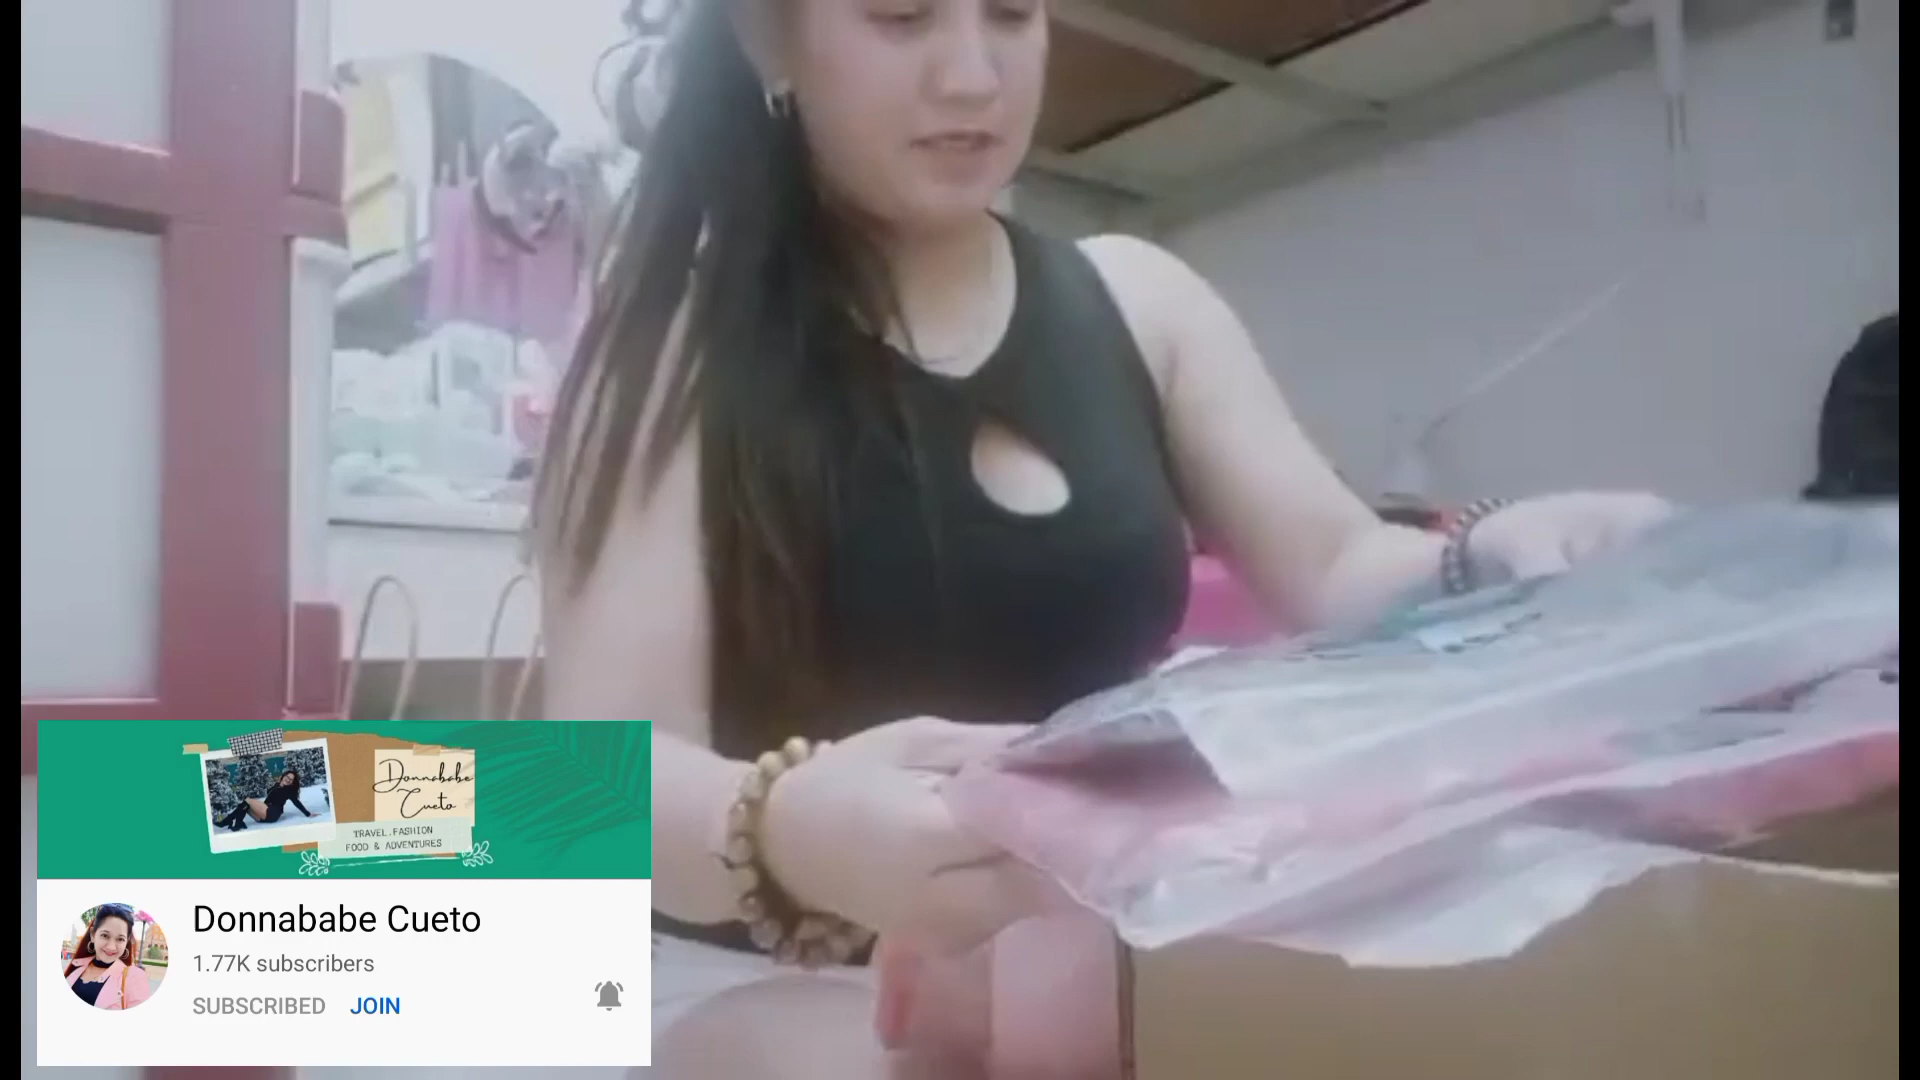 Donnababe
Cueto
TRAVEL.FASHION
FOOD & ADVENTURES
Donnababe Cueto
1.77K subscribers
SUBSCRIBED JOIN